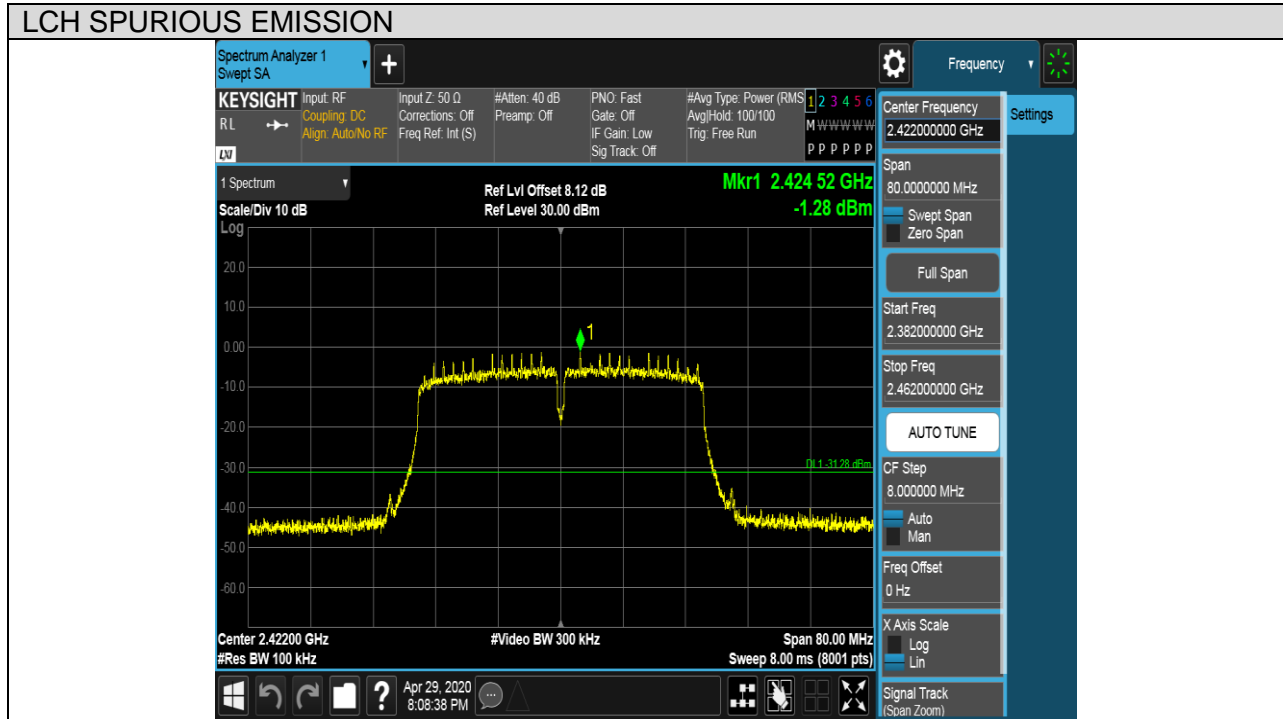 LCH SPURIOUS EMISSION
Spectrum Analyzer 1
Swept SA
+
Frequency
KEYSIGHT
RL
LXI
Input: RF
Coupling: DC
Align: Auto/No RF
Input Z: 50 Ω
Corrections: Off
Freq Ref: Int (S)
#Atten: 40 dB
Preamp: Off
PNO: Fast
Gate: Off
IF Gain: Low
Sig Track: Off
#Avg Type: Power (RMS
Avg|Hold: 100/100
Trig: Free Run
1 2 3 4 5 6
M W W W W W
P P P P P P
1 Spectrum
Scale/Div 10 dB
Ref Lvl Offset 8.12 dB
Ref Level 30.00 dBm
Mkr1 2.424 52 GHz
-1.28 dBm
Log
20.0
10.0
0.00
-10.0
-20.0
-30.0
-40.0
-50.0
-60.0
1
DL1 -31.28 dBm
Center 2.42200 GHz
#Res BW 100 kHz
#Video BW 300 kHz
Span 80.00 MHz
Sweep 8.00 ms (8001 pts)
Center Frequency
2.422000000 GHz
Settings
Span
80.0000000 MHz
Swept Span
Zero Span
Full Span
Start Freq
2.382000000 GHz
Stop Freq
2.462000000 GHz
AUTO TUNE
CF Step
8.000000 MHz
Auto
Man
Freq Offset
0 Hz
X Axis Scale
Log
Lin
Signal Track
(Span Zoom)
?
Apr 29, 2020
8:08:38 PM